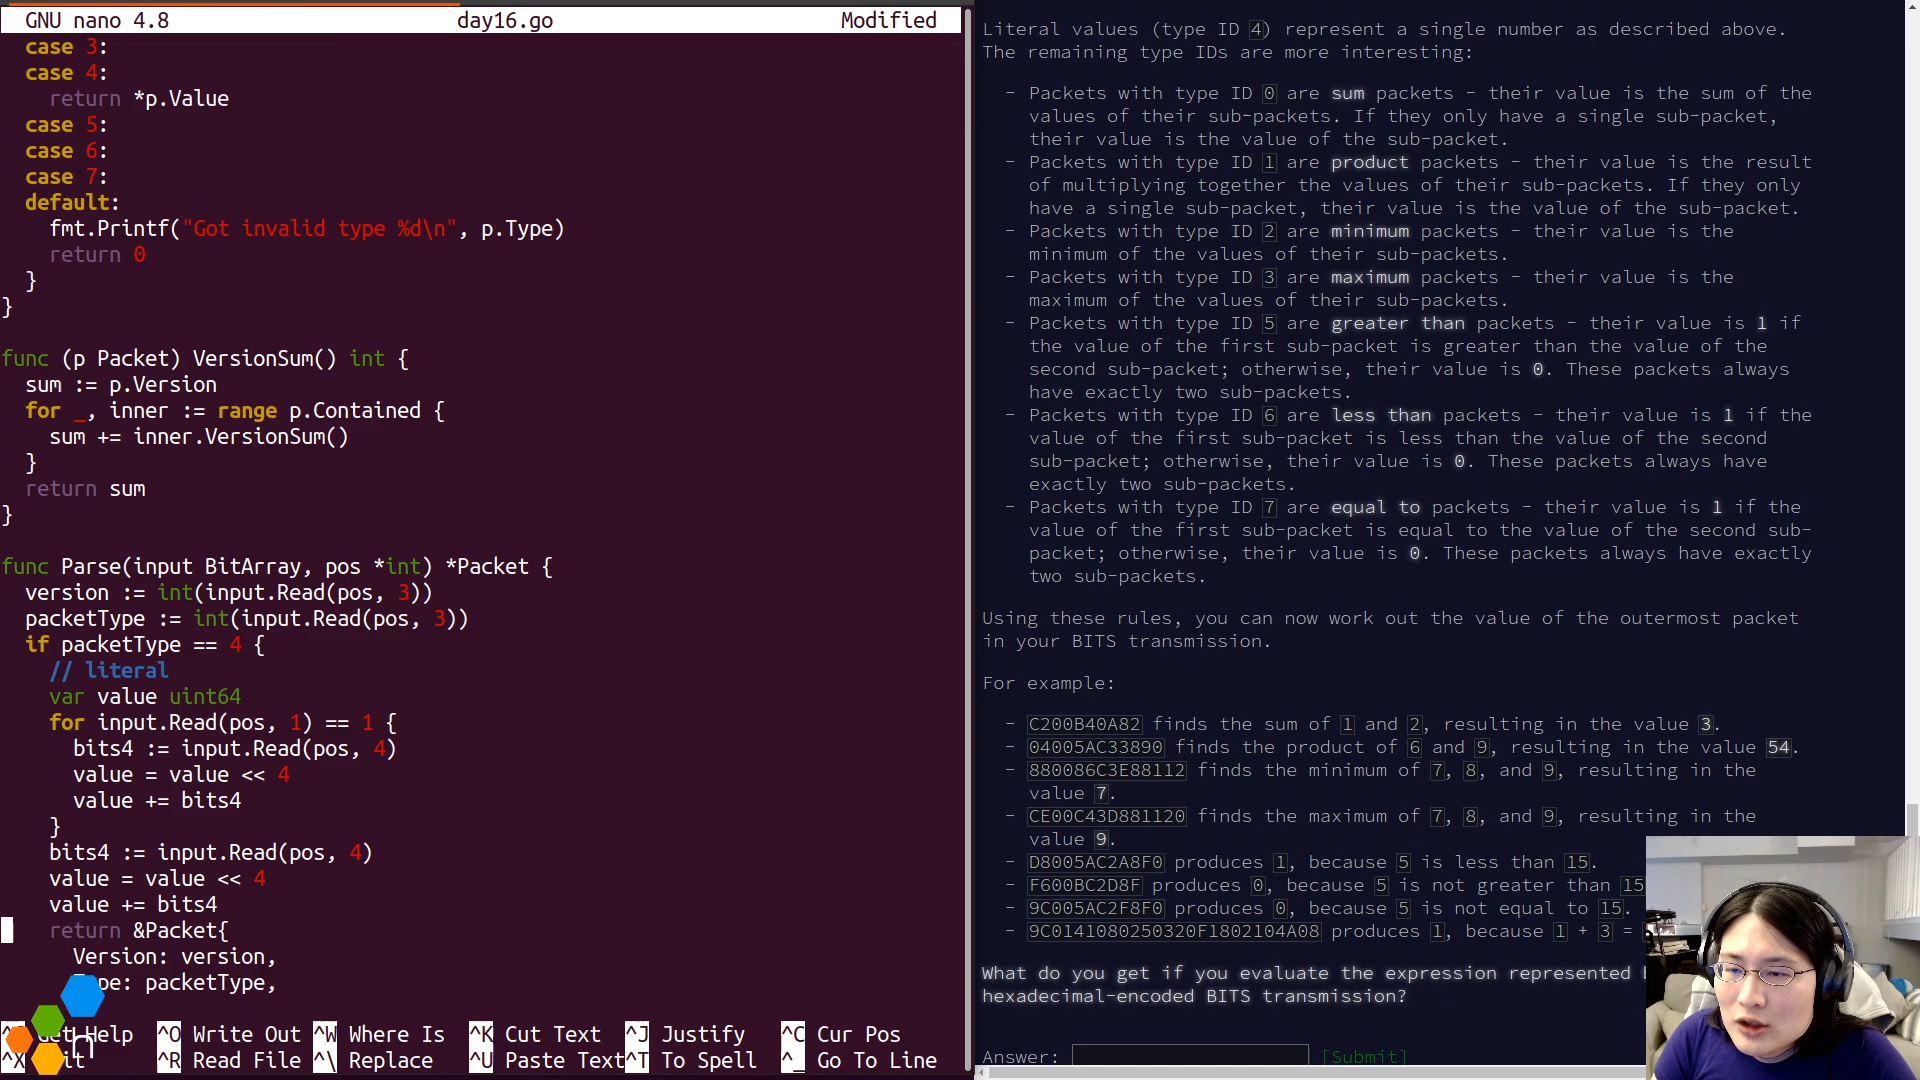 GNU nano 4.8 day16.go Modified
case 3:
case 4:
return *p.Value
case 5:
case 6:
case 7:
default:
fmt.Printf("Got invalid type %d\n", p.Type)
return 0
}
}
func (p Packet) VersionSum() int {
sum := p.Version
for _, inner := range p.Contained {
sum += inner.VersionSum()
}
return sum
}
func Parse(input BitArray, pos *int) *Packet {
version := int(input.Read(pos, 3))
packetType := int(input.Read(pos, 3))
if packetType == 4 {
// literal
var value uint64
for input.Read(pos, 1) == 1 {
bits4 := input.Read(pos, 4)
value = value << 4
value += bits4
}
bits4 := input.Read(pos, 4)
value = value << 4
value += bits4
return &Packet{
Version: version,
pe: packetType,
Get Help ^O Write Out ^W Where Is ^K Cut Text ^J Justify ^C Cur Pos
^X it ^R Read File ^\ Replace ^U Paste Text ^T To Spell ^_ Go To Line
Literal values (type ID 4) represent a single number as described above.
The remaining type IDs are more interesting:
- Packets with type ID 0 are sum packets - their value is the sum of the
values of their sub-packets. If they only have a single sub-packet,
their value is the value of the sub-packet.
- Packets with type ID 1 are product packets - their value is the result
of multiplying together the values of their sub-packets. If they only
have a single sub-packet, their value is the value of the sub-packet.
- Packets with type ID 2 are minimum packets - their value is the
minimum of the values of their sub-packets.
- Packets with type ID 3 are maximum packets - their value is the
maximum of the values of their sub-packets.
- Packets with type ID 5 are greater than packets - their value is 1 if
the value of the first sub-packet is greater than the value of the
second sub-packet; otherwise, their value is 0. These packets always
have exactly two sub-packets.
- Packets with type ID 6 are less than packets - their value is 1 if the
value of the first sub-packet is less than the value of the second
sub-packet; otherwise, their value is 0. These packets always have
exactly two sub-packets.
- Packets with type ID 7 are equal to packets - their value is 1 if the
value of the first sub-packet is equal to the value of the second sub-
packet; otherwise, their value is 0. These packets always have exactly
two sub-packets.
Using these rules, you can now work out the value of the outermost packet
in your BITS transmission.
For example:
- C200B40A82 finds the sum of 1 and 2, resulting in the value 3.
- 04005AC33890 finds the product of 6 and 9, resulting in the value 54.
- 880086C3E88112 finds the minimum of 7, 8, and 9, resulting in the
value 7.
- CE00C43D881120 finds the maximum of 7, 8, and 9, resulting in the
value 9.
- D8005AC2A8F0 produces 1, because 5 is less than 15.
- F600BC2D8F produces 0, because 5 is not greater than 15
- 9C005AC2F8F0 produces 0, because 5 is not equal to 15.
- 9C0141080250320F1802104A08 produces 1, because 1 + 3 =
What do you get if you evaluate the expression represented
hexadecimal-encoded BITS transmission?
Answer: [Submit]